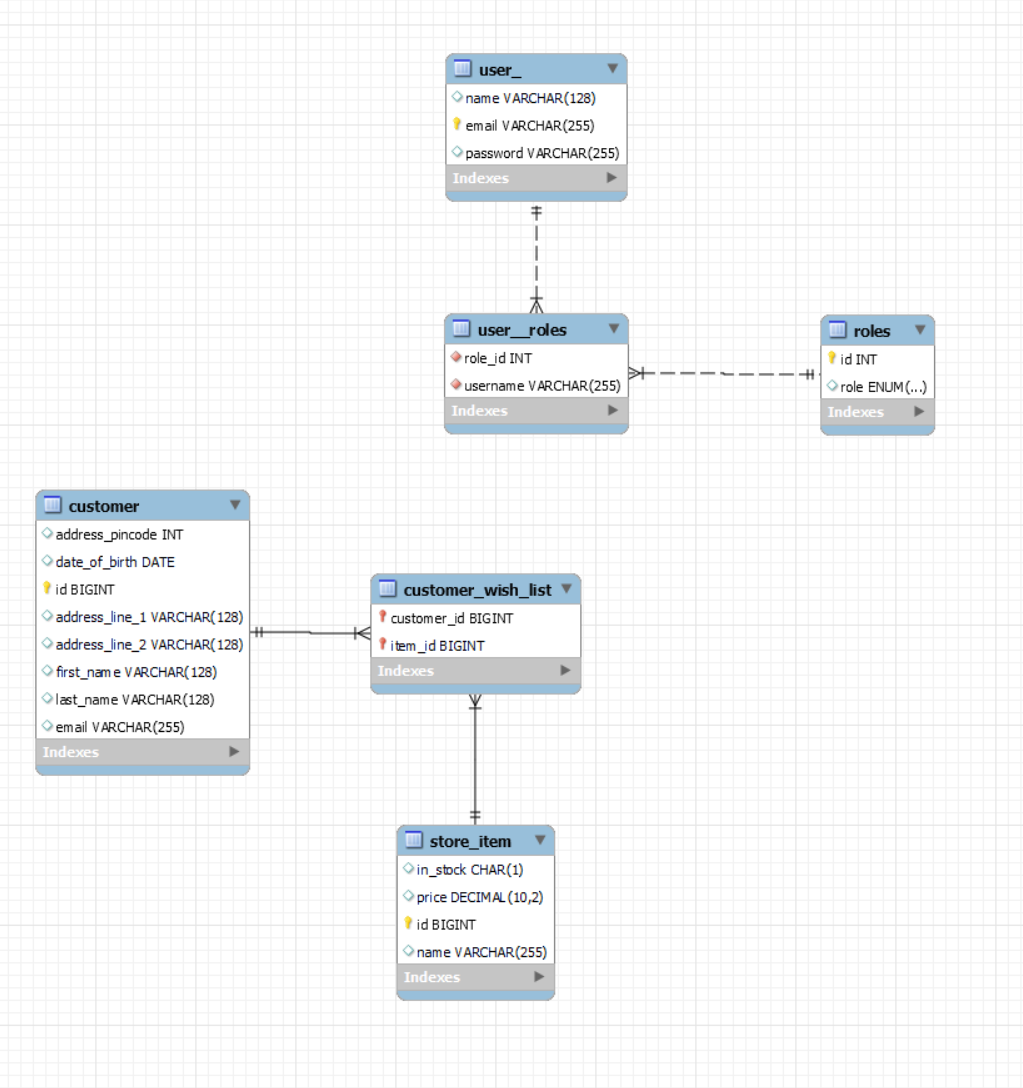 user_
name VARCHAR(128)
email VARCHAR(255)
password VARCHAR(255)
Indexes
user__roles
role_id INT
username VARCHAR(255)
Indexes
roles
id INT
role ENUM(...)
Indexes
customer
address_pincode INT
date_of_birth DATE
id BIGINT
address_line_1 VARCHAR(128)
address_line_2 VARCHAR(128)
first_name VARCHAR(128)
last_name VARCHAR(128)
email VARCHAR(255)
Indexes
customer_wish_list
customer_id BIGINT
item_id BIGINT
Indexes
store_item
in_stock CHAR(1)
price DECIMAL(10,2)
id BIGINT
name VARCHAR(255)
Indexes